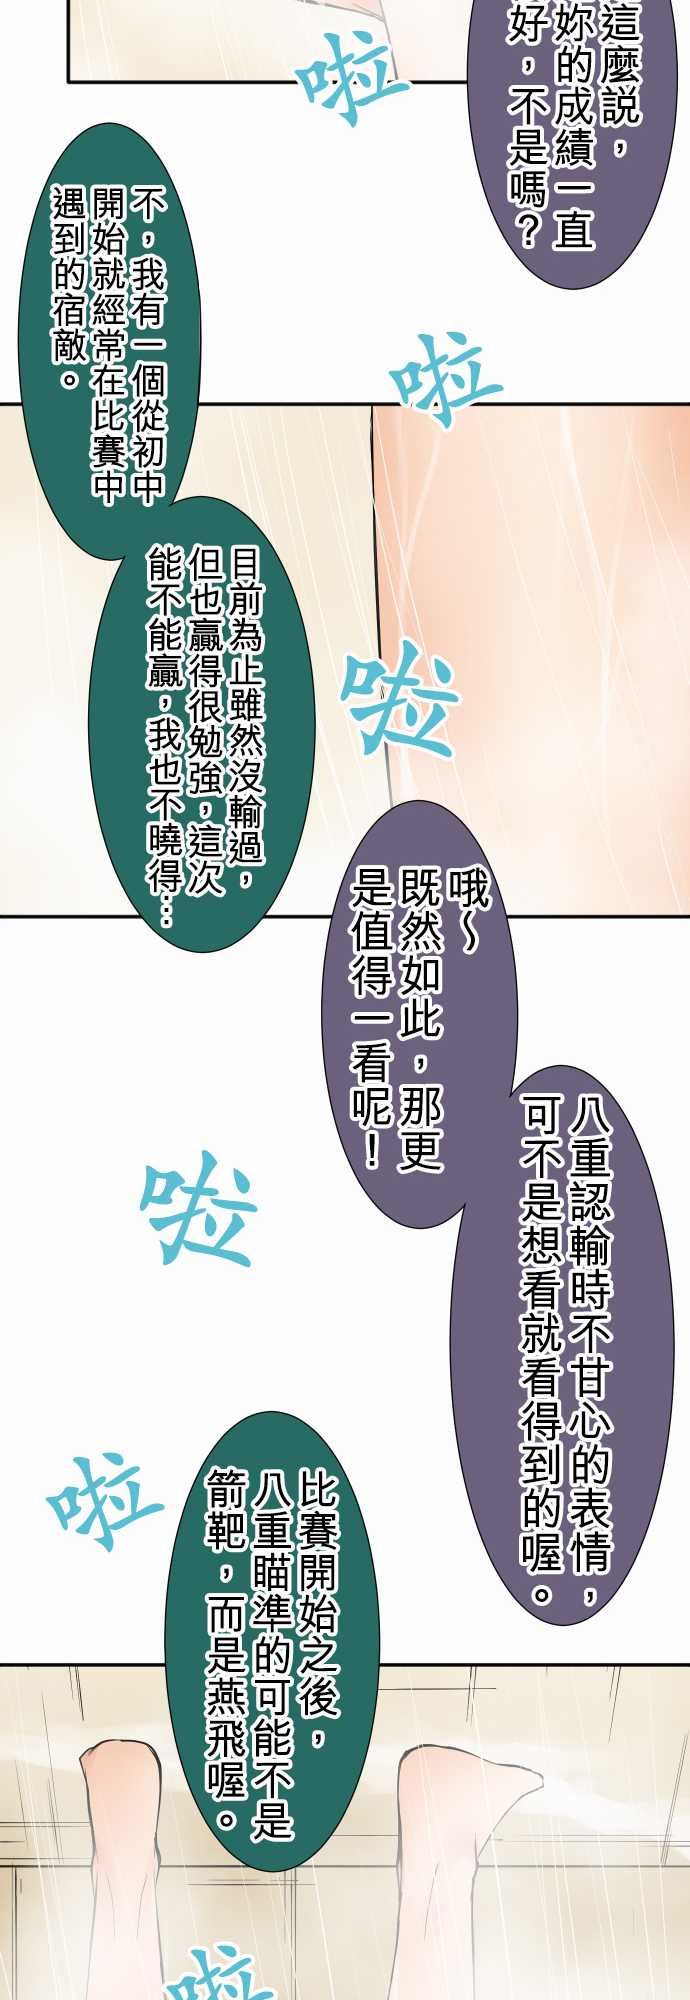 這麼説，
妳的成績一直
好，不是嗎？
啦
不，我有一個從初中
開始就經常在比賽中
遇到的宿敵。
啦
目前為止雖然沒輸過，
但也贏得很勉強，這次
能不能贏，我也不曉得…
啦
哦～
既然如此，那更
是值得一看呢！
八重認輸時不甘心的表情，
可不是想看就看得到的喔。
啦
啦
比賽開始之後，
八重瞄準的可能不是
箭靶，而是燕飛喔。
啦